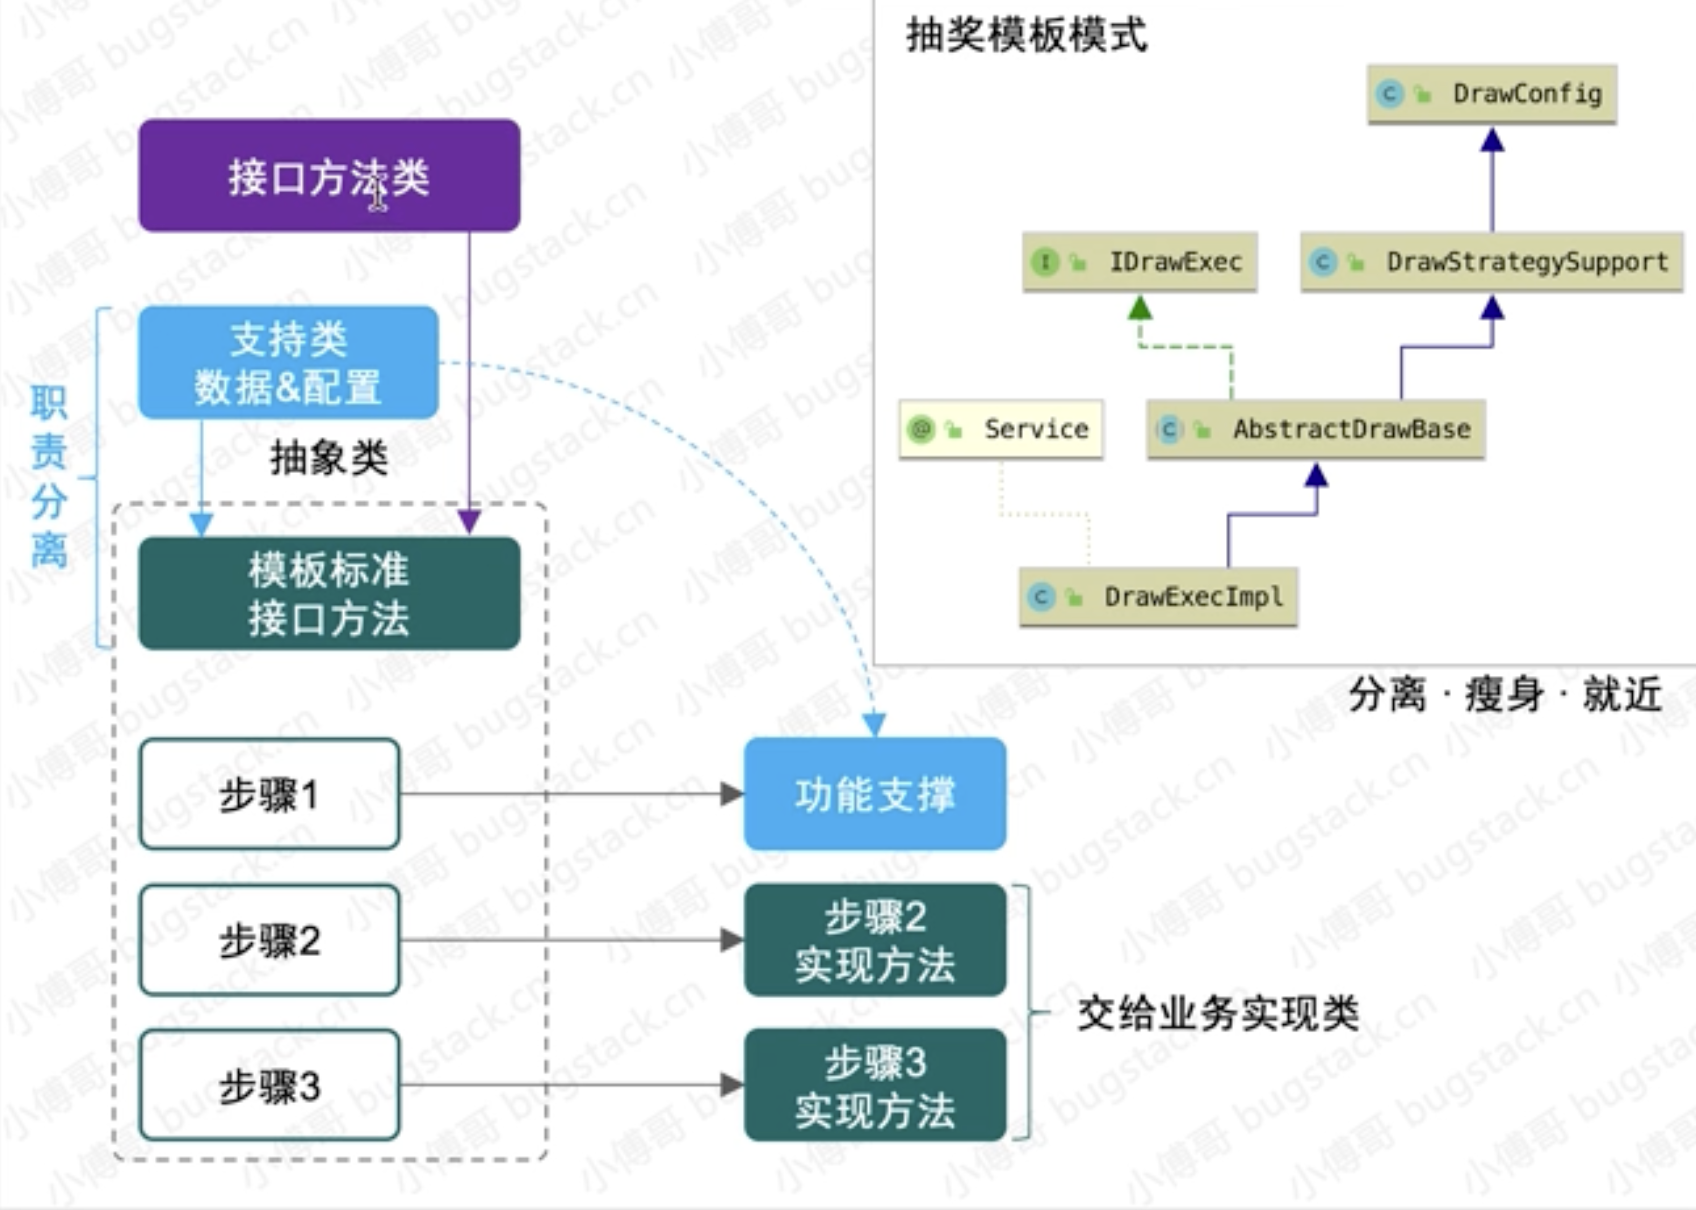 接口方法类
支持类
数据&配置
职
责
分
离
抽象类
模板标准
接口方法
步骤1
步骤2
步骤3
功能支撑
步骤2
实现方法
步骤3
实现方法
交给业务实现类
抽奖模板模式
DrawConfig
IDrawExec
DrawStrategySupport
Service
AbstractDrawBase
DrawExecImpl
分离 · 瘦身 · 就近
小傅哥 bugstack.cn